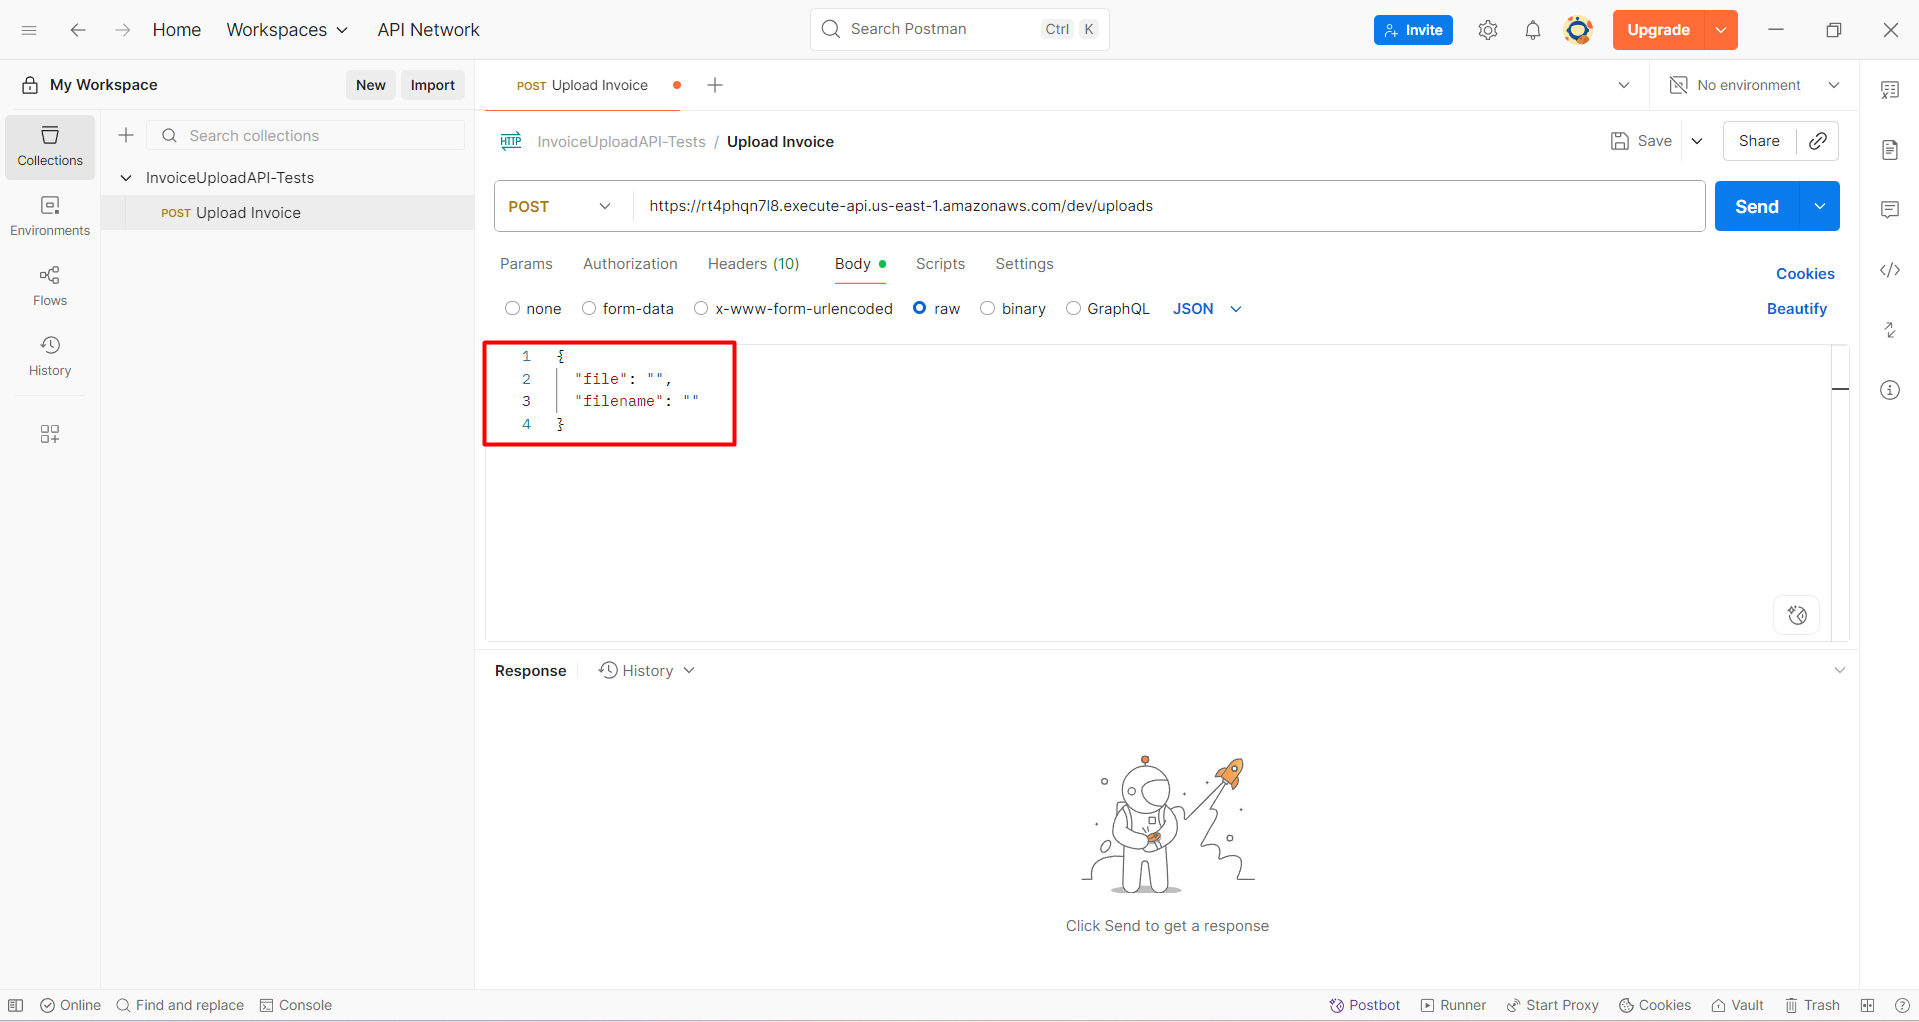 Home Workspaces API Network
Search Postman Ctrl K
Invite Upgrade
My Workspace New Import
POST Upload Invoice
No environment
Collections
Search collections
InvoiceUploadAPI-Tests
POST Upload Invoice
Environments
Flows
History
HTTP InvoiceUploadAPI-Tests / Upload Invoice
Save Share
POST https://rt4phqn7l8.execute-api.us-east-1.amazonaws.com/dev/uploads Send
Params Authorization Headers (10) Body Scripts Settings
Cookies
none form-data x-www-form-urlencoded raw binary GraphQL JSON
Beautify
1 {
2 "file": "",
3 "filename": ""
4 }
Response History
Click Send to get a response
Online Find and replace Console
Postbot Runner Start Proxy Cookies Vault Trash